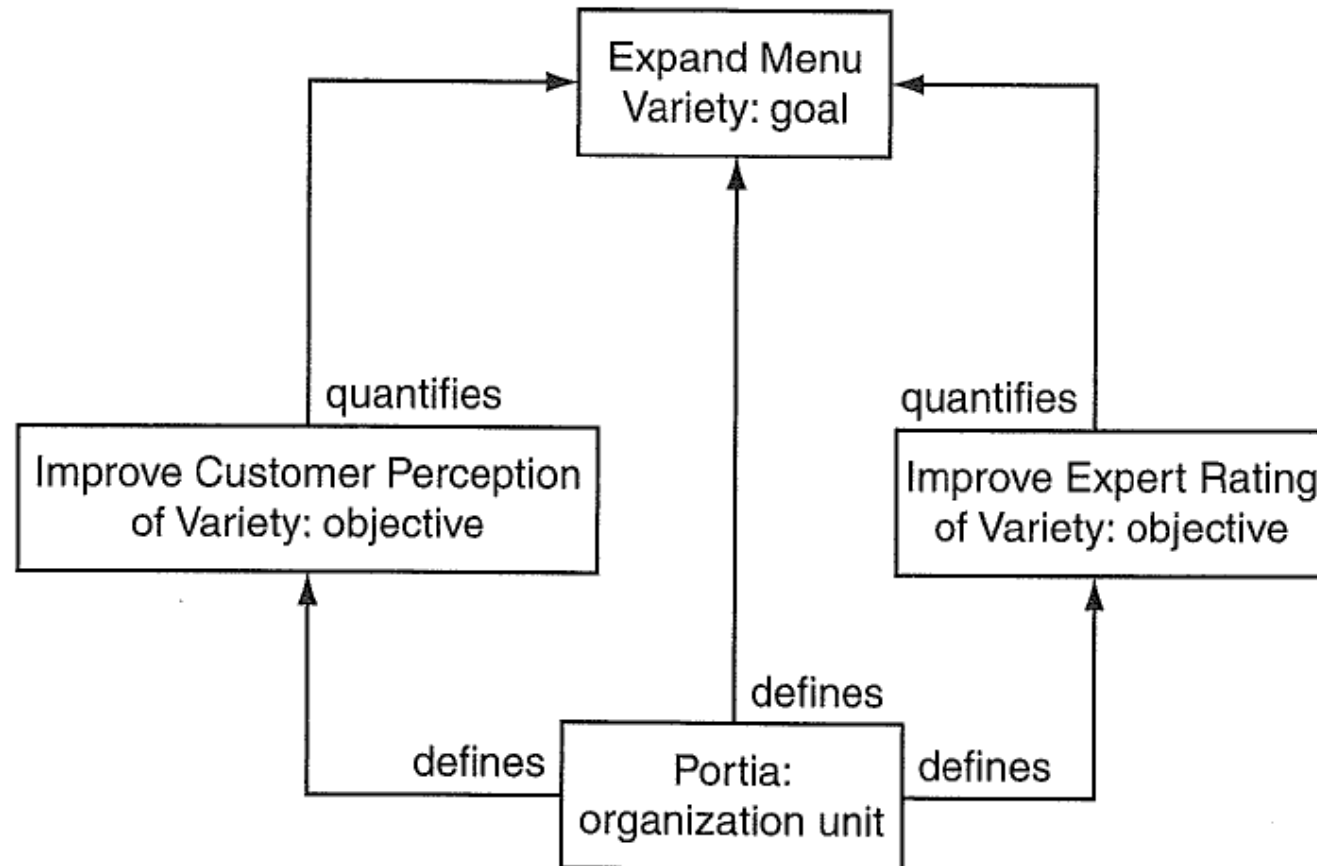 Expand Menu
Variety: goal
quantifies
quantifies
Improve Customer Perception
of Variety: objective
Improve Expert Rating
of Variety: objective
defines
defines
defines
Portia:
organization unit